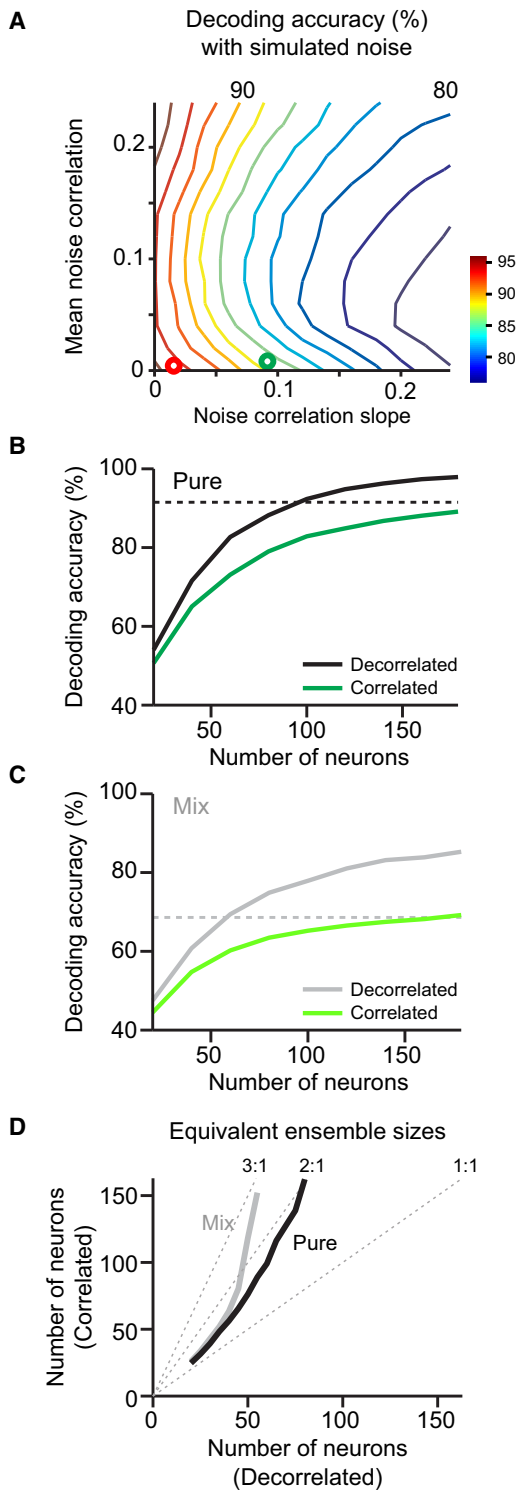 A
Decoding accuracy (%)
with simulated noise
90
80
0.2
0.1
0
Mean noise correlation
0
0.1
0.2
Noise correlation slope
95
90
85
80
B
100
80
60
40
Decoding accuracy (%)
Pure
Decorrelated
Correlated
50
100
150
Number of neurons
C
100
80
60
40
Decoding accuracy (%)
Mix
Decorrelated
Correlated
50
100
150
Number of neurons
D
Equivalent ensemble sizes
3:1
2:1
1:1
150
100
50
0
Number of neurons
(Correlated)
Mix
Pure
0
50
100
150
Number of neurons
(Decorrelated)